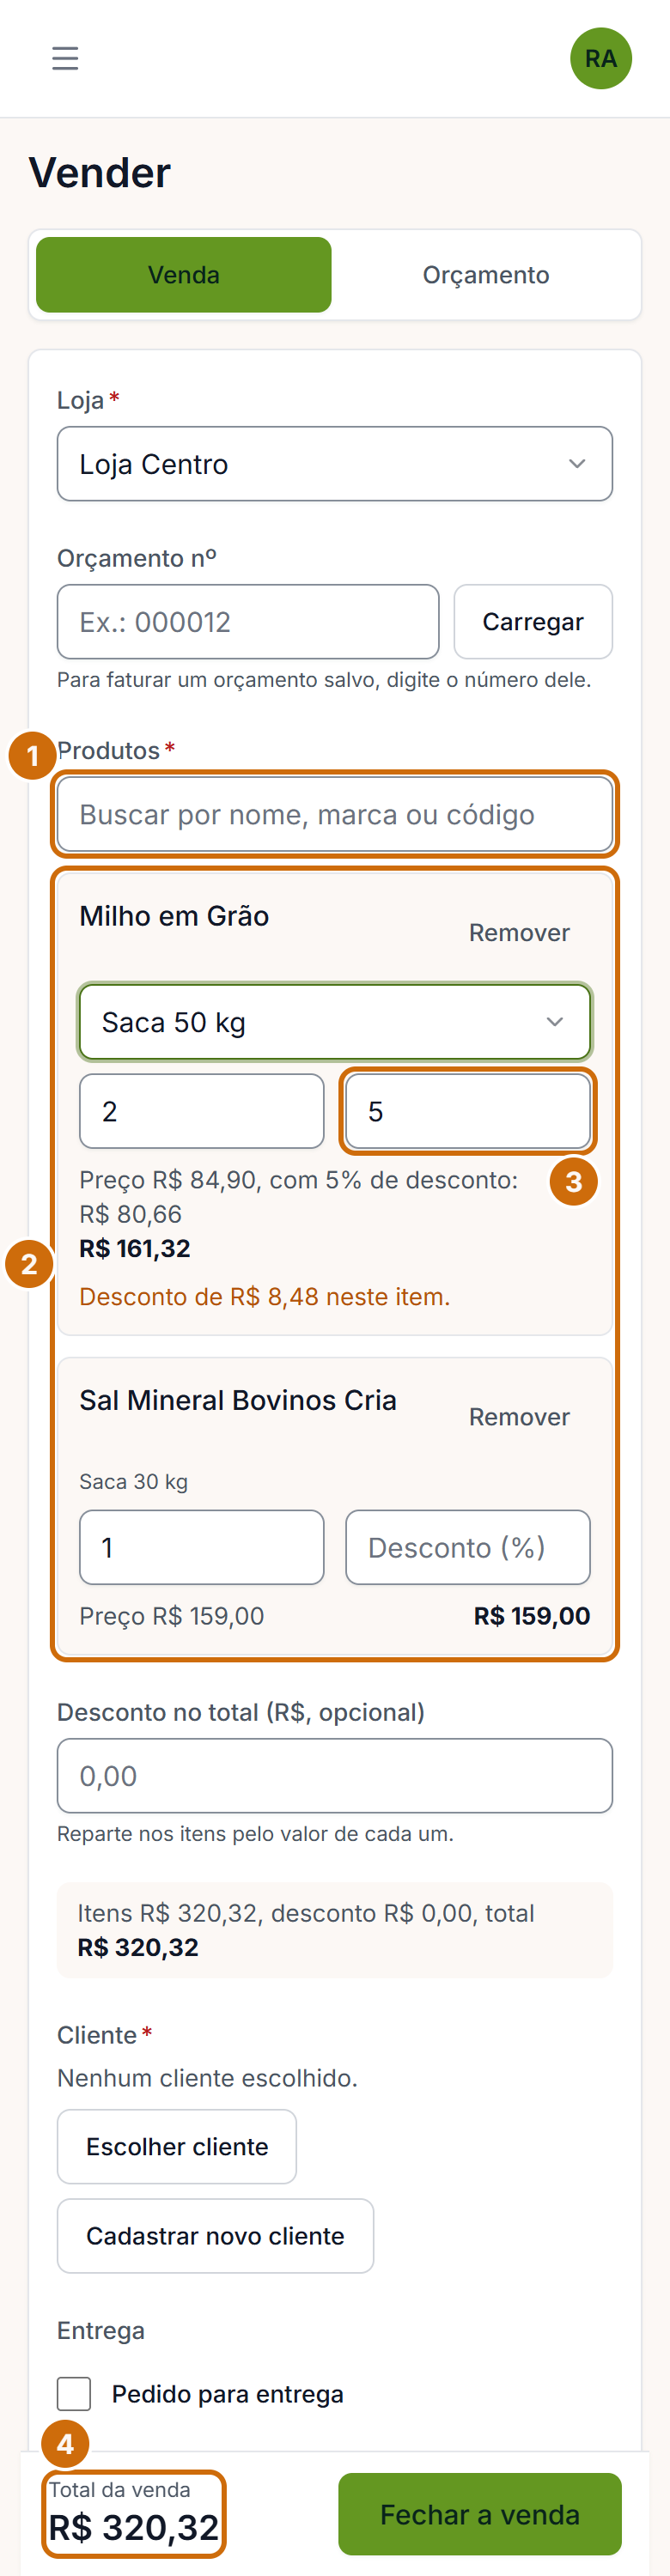 RA
Vender
Venda
Orçamento
Loja *
Loja Centro
Orçamento nº
Ex.: 000012
Carregar
Para faturar um orçamento salvo, digite o número dele.
1
Produtos *
Buscar por nome, marca ou código
Milho em Grão
Remover
Saca 50 kg
2
5
Preço R$ 84,90, com 5% de desconto:
R$ 80,66
3
R$ 161,32
2
Desconto de R$ 8,48 neste item.
Sal Mineral Bovinos Cria
Remover
Saca 30 kg
1
Desconto (%)
Preço R$ 159,00
R$ 159,00
Desconto no total (R$, opcional)
0,00
Reparte nos itens pelo valor de cada um.
Itens R$ 320,32, desconto R$ 0,00, total
R$ 320,32
Cliente *
Nenhum cliente escolhido.
Escolher cliente
Cadastrar novo cliente
Entrega
Pedido para entrega
4
Total da venda
R$ 320,32
Fechar a venda